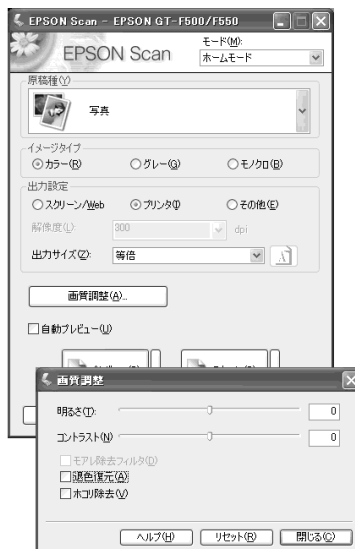 EPSON Scan - EPSON GT-F500/F550
EPSON Scan
モード(M):
ホームモード
原稿種(Y)
写真
イメージタイプ
カラー(R) グレー(G) モノクロ(B)
出力設定
スクリーン/Web プリンタ(I) その他(E)
解像度(L): 300 dpi
出力サイズ(Z): 等倍
画質調整(A)...
自動プレビュー(U)
画質調整
明るさ(T): 0
コントラスト(N) 0
モアレ除去フィルタ(D)
退色復元(A)
ホコリ除去(V)
ヘルプ(H) リセット(R) 閉じる(C)